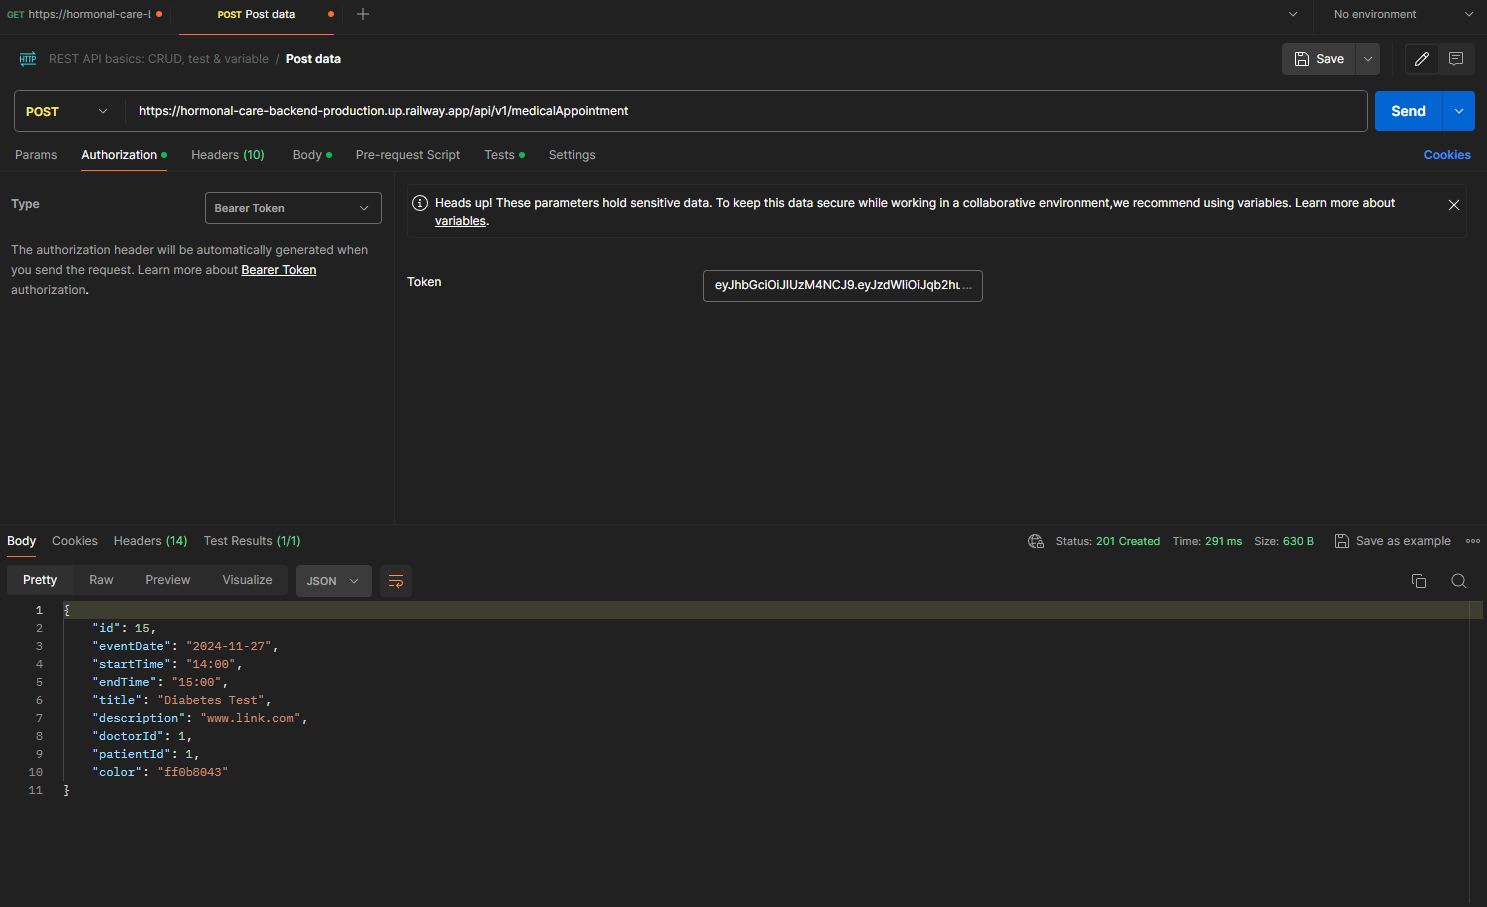 GET https://hormonal-care-l
POST Post data
No environment
HTTP REST API basics: CRUD, test & variable / Post data
Save
POST https://hormonal-care-backend-production.up.railway.app/api/v1/medicalAppointment
Send
Params Authorization Headers (10) Body Pre-request Script Tests Settings Cookies
Type Bearer Token
The authorization header will be automatically generated when
you send the request. Learn more about Bearer Token
authorization.
Heads up! These parameters hold sensitive data. To keep this data secure while working in a collaborative environment,we recommend using variables. Learn more about
variables.
Token eyJhbGciOiJIUzM4NCJ9.eyJzdWIiOiJqb2hu ...
Body Cookies Headers (14) Test Results (1/1) Status: 201 Created Time: 291 ms Size: 630 B Save as example
Pretty Raw Preview Visualize JSON
1 {
2 "id": 15,
3 "eventDate": "2024-11-27",
4 "startTime": "14:00",
5 "endTime": "15:00",
6 "title": "Diabetes Test",
7 "description": "www.link.com",
8 "doctorId": 1,
9 "patientId": 1,
10 "color": "ff0b8043"
11 }